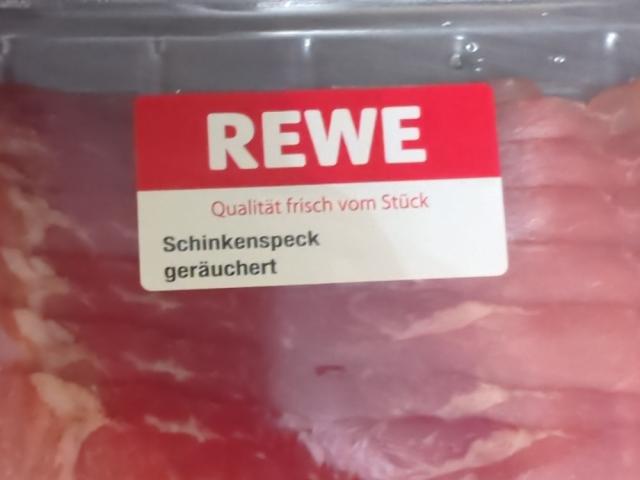 REWE
Qualität frisch vom Stück
Schinkenspeck
geräuchert